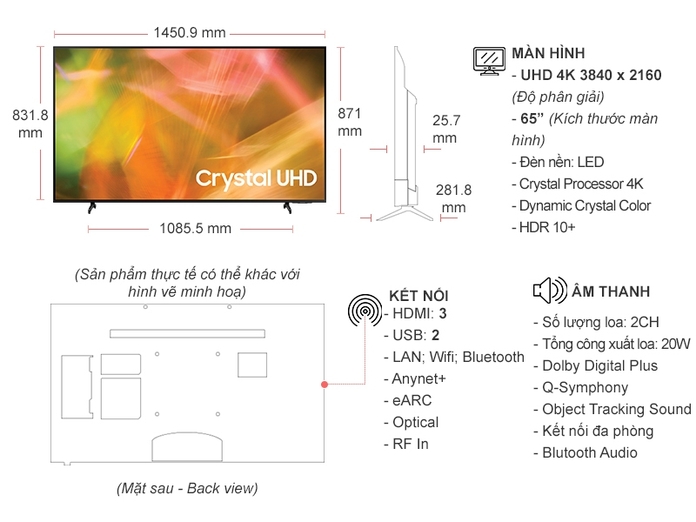 1450.9 mm
831.8
mm
871
mm
Crystal UHD
1085.5 mm
25.7
mm
281.8
mm
MÀN HÌNH
- UHD 4K 3840 x 2160
(Độ phân giải)
- 65” (Kích thước màn
hình)
- Đèn nền: LED
- Crystal Processor 4K
- Dynamic Crystal Color
- HDR 10+
(Sản phẩm thực tế có thể khác với
hình vẽ minh hoạ)
(Mặt sau - Back view)
KẾT NỐI
- HDMI: 3
- USB: 2
- LAN; Wifi; Bluetooth
- Anynet+
- eARC
- Optical
- RF In
ÂM THANH
- Số lượng loa: 2CH
- Tổng công xuất loa: 20W
- Dolby Digital Plus
- Q-Symphony
- Object Tracking Sound
- Kết nối đa phòng
- Blutooth Audio